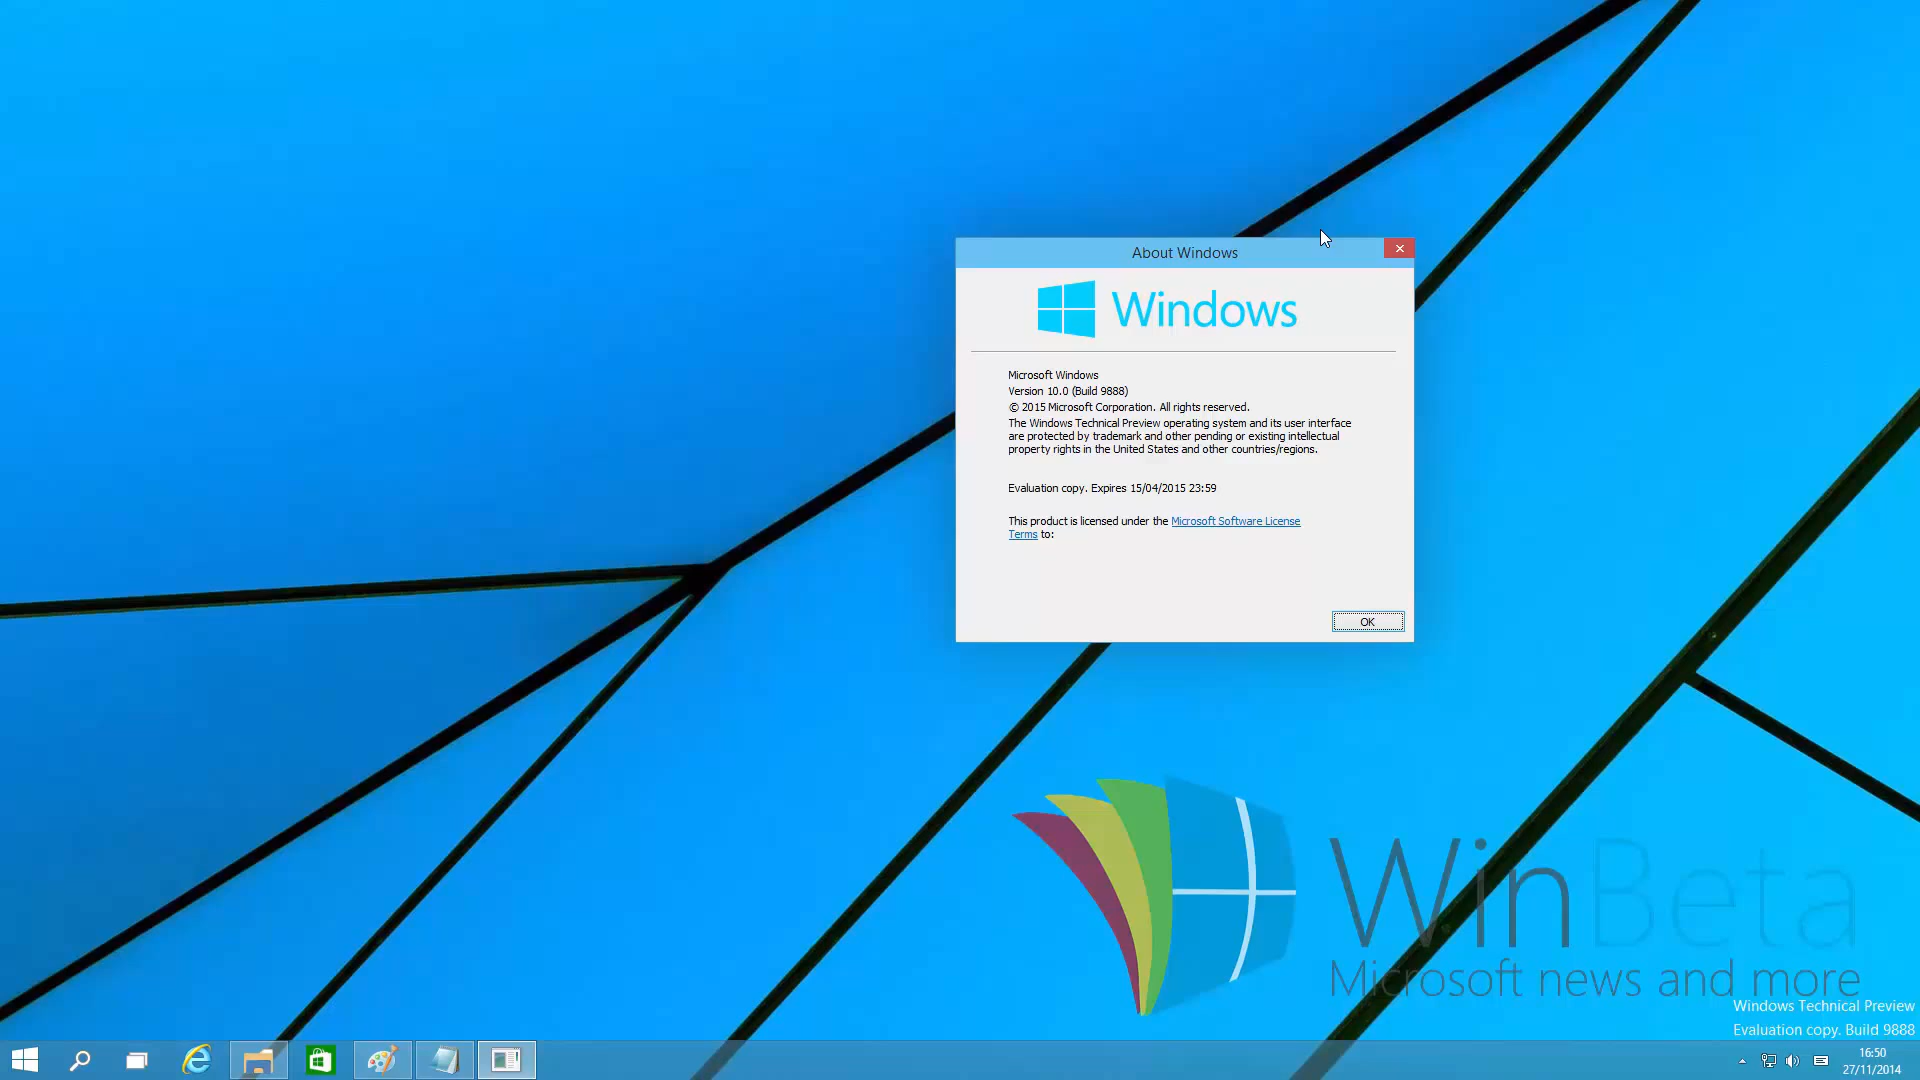 About Windows
Windows
Microsoft Windows
Version 10.0 (Build 9888)
© 2015 Microsoft Corporation. All rights reserved.
The Windows Technical Preview operating system and its user interface
are protected by trademark and other pending or existing intellectual
property rights in the United States and other countries/regions.
Evaluation copy. Expires 15/04/2015 23:59
This product is licensed under the Microsoft Software License
Terms to:
OK
WinBeta
Microsoft news and more
Windows Technical Preview
Evaluation copy. Build 9888
16:50
27/11/2014